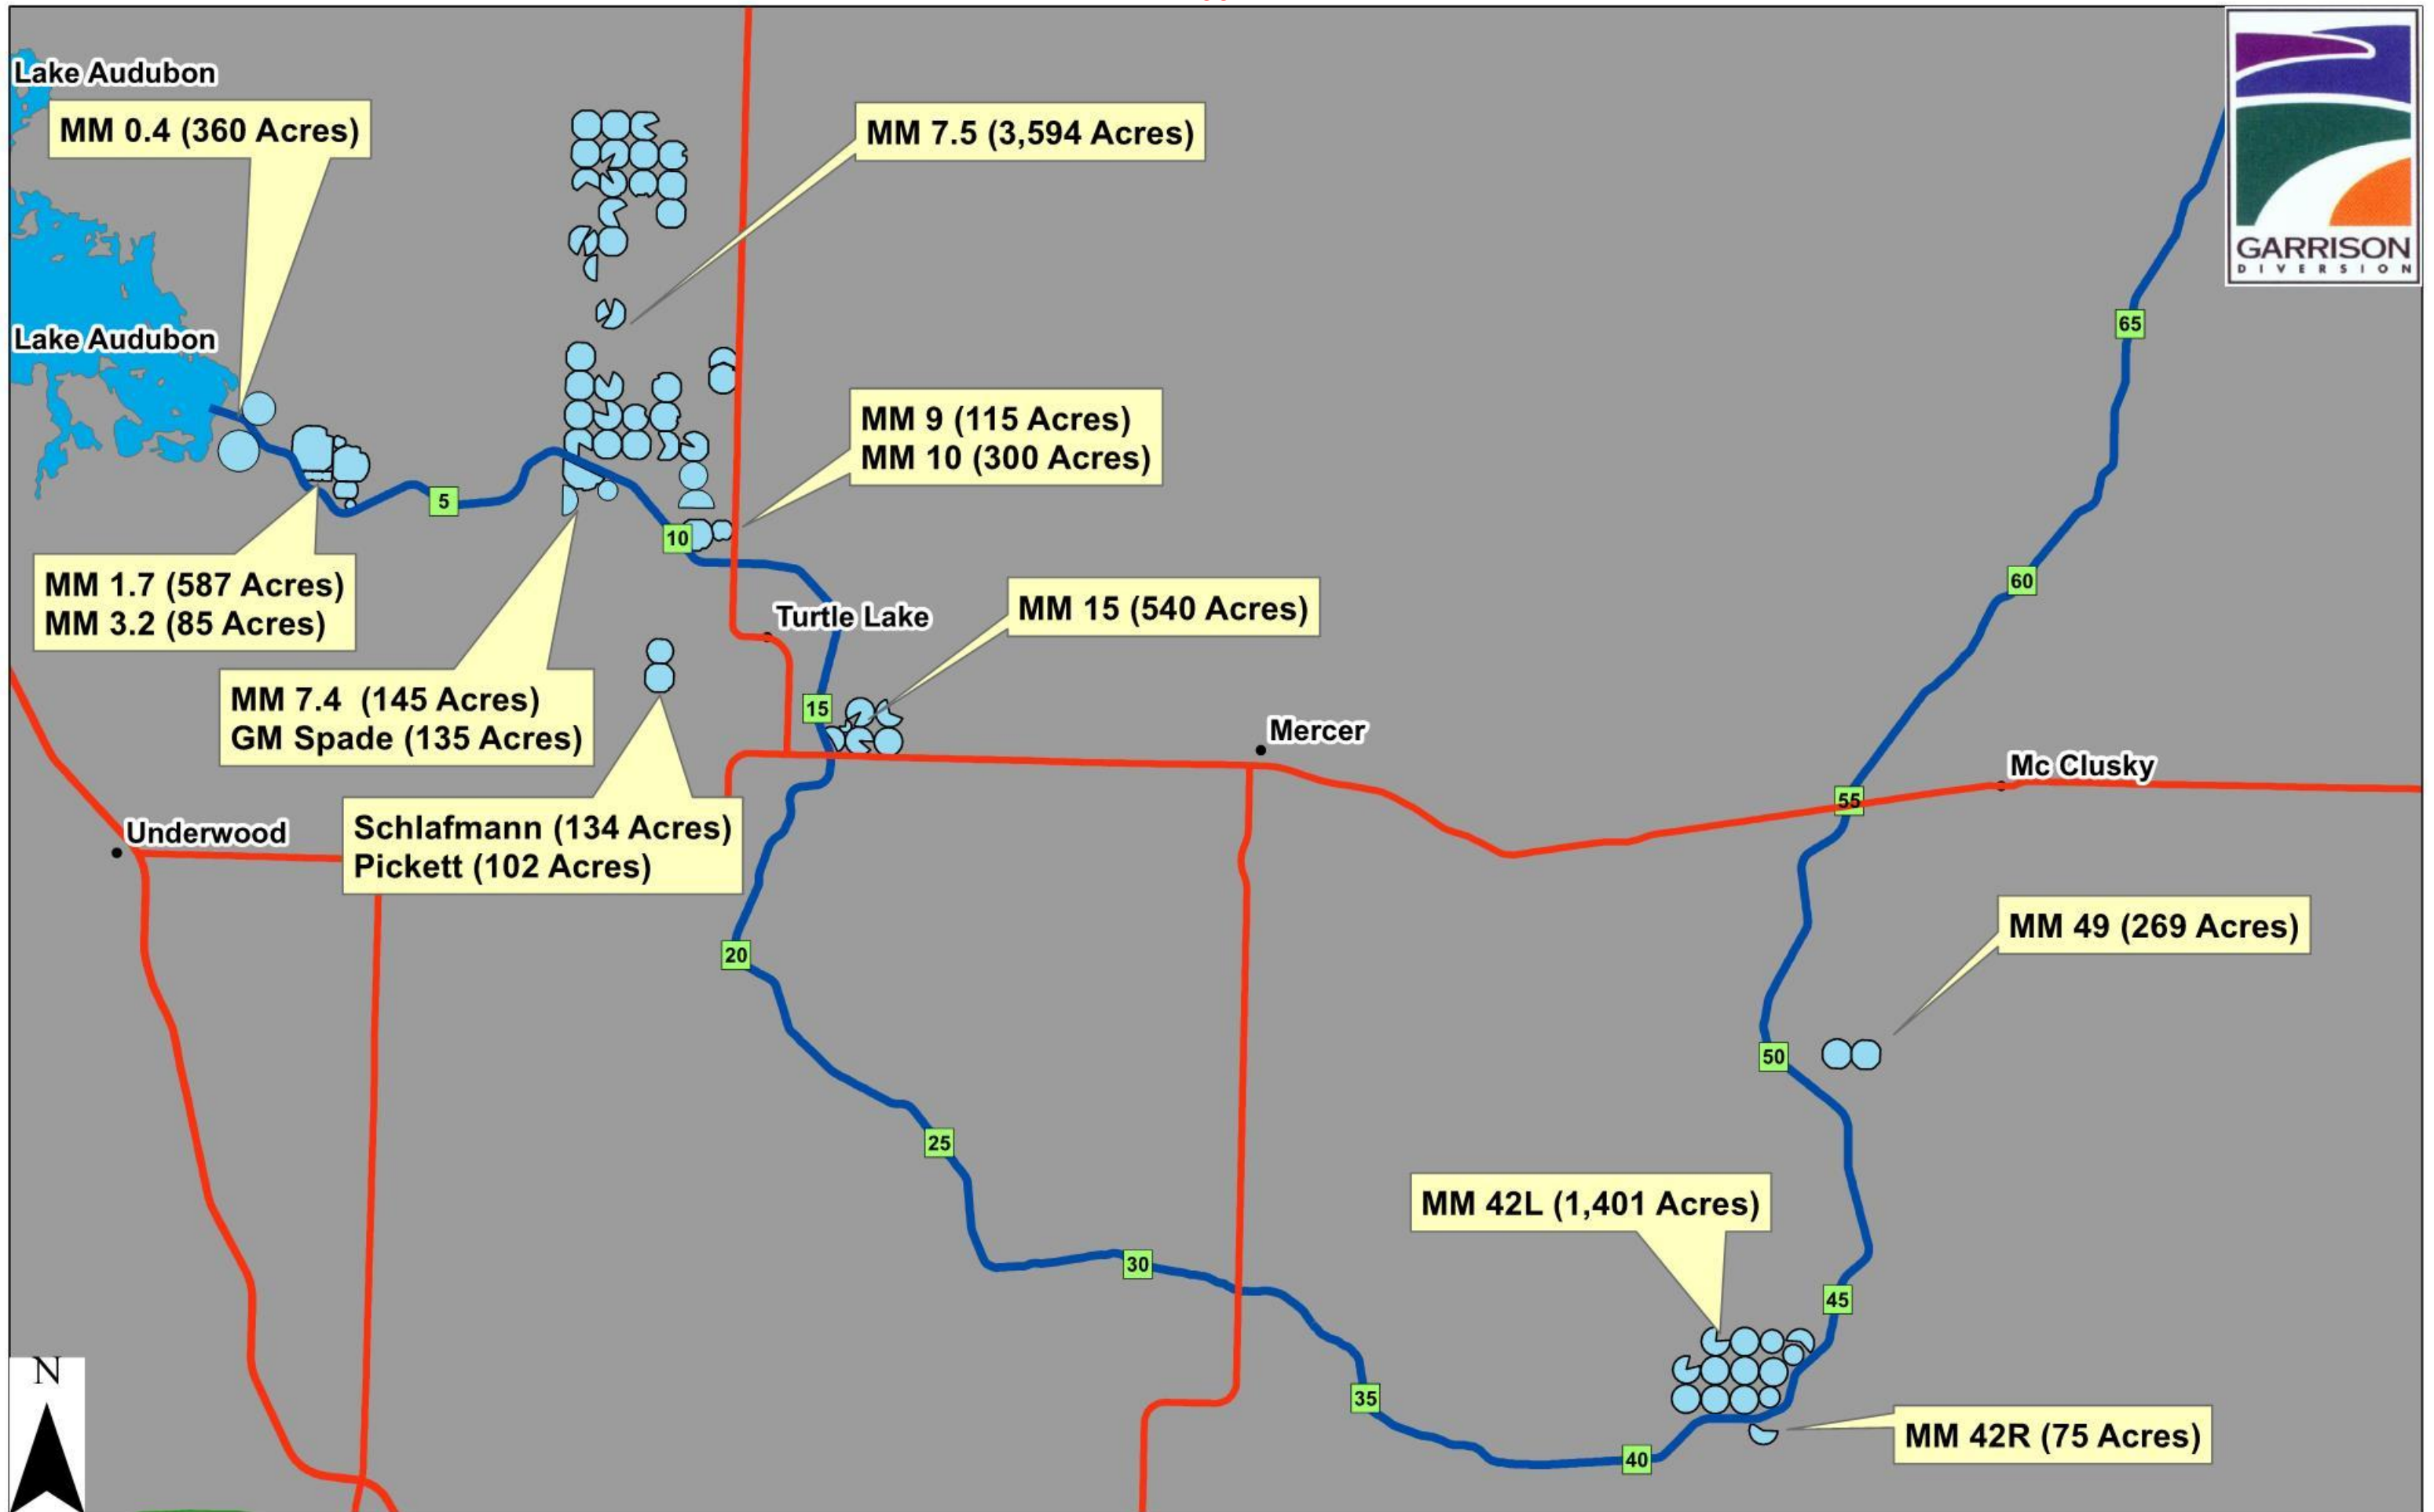 Lake Audubon
MM 0.4 (360 Acres)
MM 7.5 (3,594 Acres)
GARRISON
DIVERSION
65
Lake Audubon
MM 9 (115 Acres)
MM 10 (300 Acres)
5
10
MM 1.7 (587 Acres)
MM 3.2 (85 Acres)
60
MM 15 (540 Acres)
Turtle Lake
MM 7.4 (145 Acres)
GM Spade (135 Acres)
15
Mercer
Mc Clusky
55
Underwood
Schlafmann (134 Acres)
Pickett (102 Acres)
MM 49 (269 Acres)
20
50
25
MM 42L (1,401 Acres)
30
45
N
35
MM 42R (75 Acres)
40